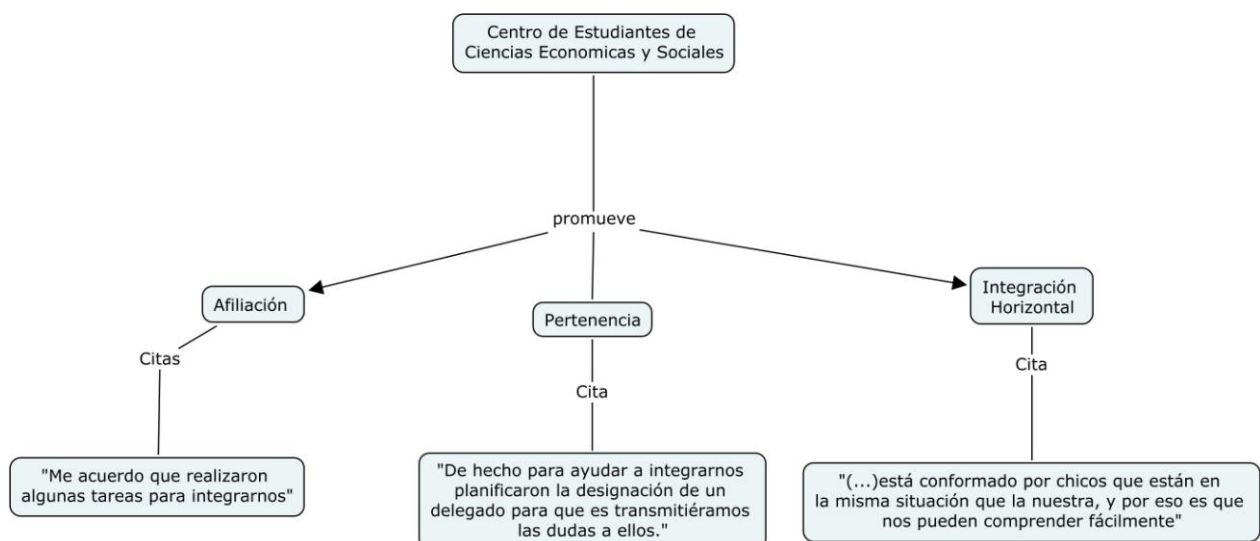 Centro de Estudiantes de
Ciencias Economicas y Sociales
promueve
Afiliación
Pertenencia
Integración
Horizontal
Citas
Cita
Cita
"Me acuerdo que realizaron
algunas tareas para integrarnos"
"De hecho para ayudar a integrarnos
planificaron la designación de un
delegado para que es transmitiéramos
las dudas a ellos."
"(...)está conformado por chicos que están en
la misma situación que la nuestra, y por eso es que
nos pueden comprender fácilmente"